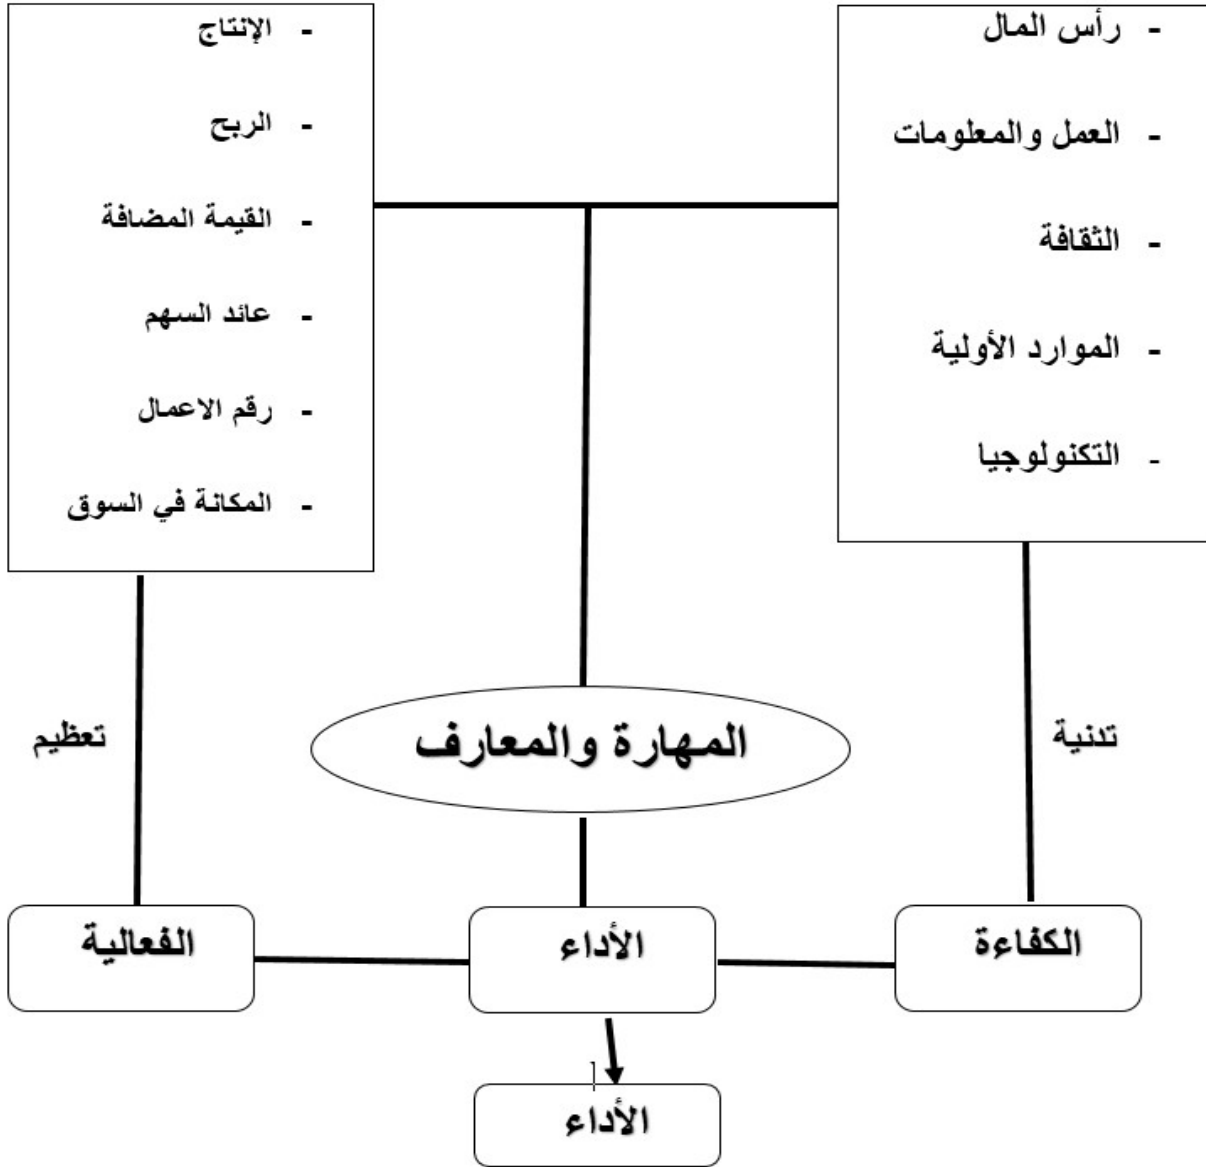 - رأس المال
- العمل والمعلومات
- الثقافة
- الموارد الأولية
- التكنولوجيا
- الإنتاج
- الربح
- القيمة المضافة
- عائد السهم
- رقم الاعمال
- المكانة في السوق
تدنية
المهارة والمعارف
تعظيم
الكفاءة
الأداء
الفعالية
الأداء